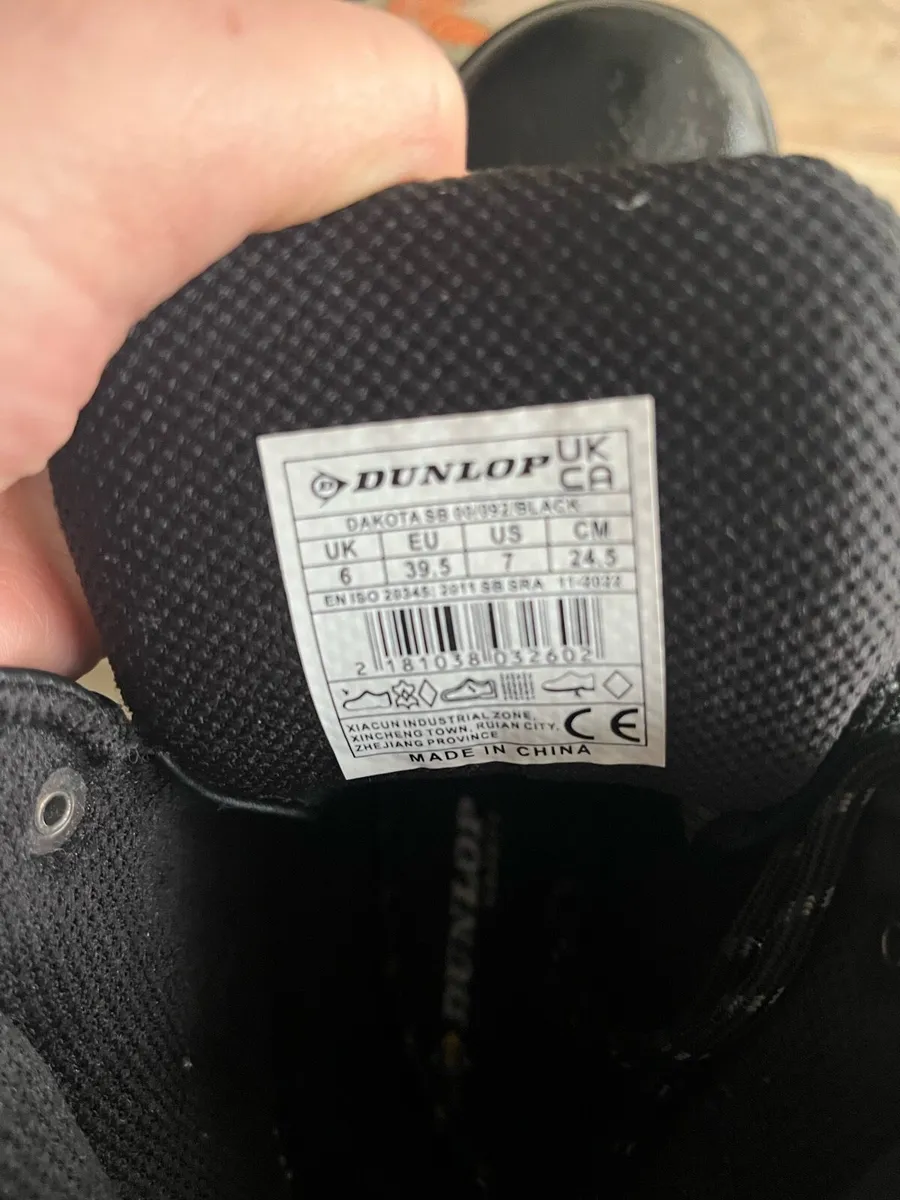 DUNLOP UK
CA
DAKOTA SB 00/092/BLACK
UK EU US CM
6 39.5 7 24.5
EN ISO 20345: 2011 SB SRA 11-2022
2 181038 032602
XIACUN INDUSTRIAL ZONE,
XINCHENG TOWN, RUIAN CITY,
ZHEJIANG PROVINCE
CE
MADE IN CHINA
DUNLOP